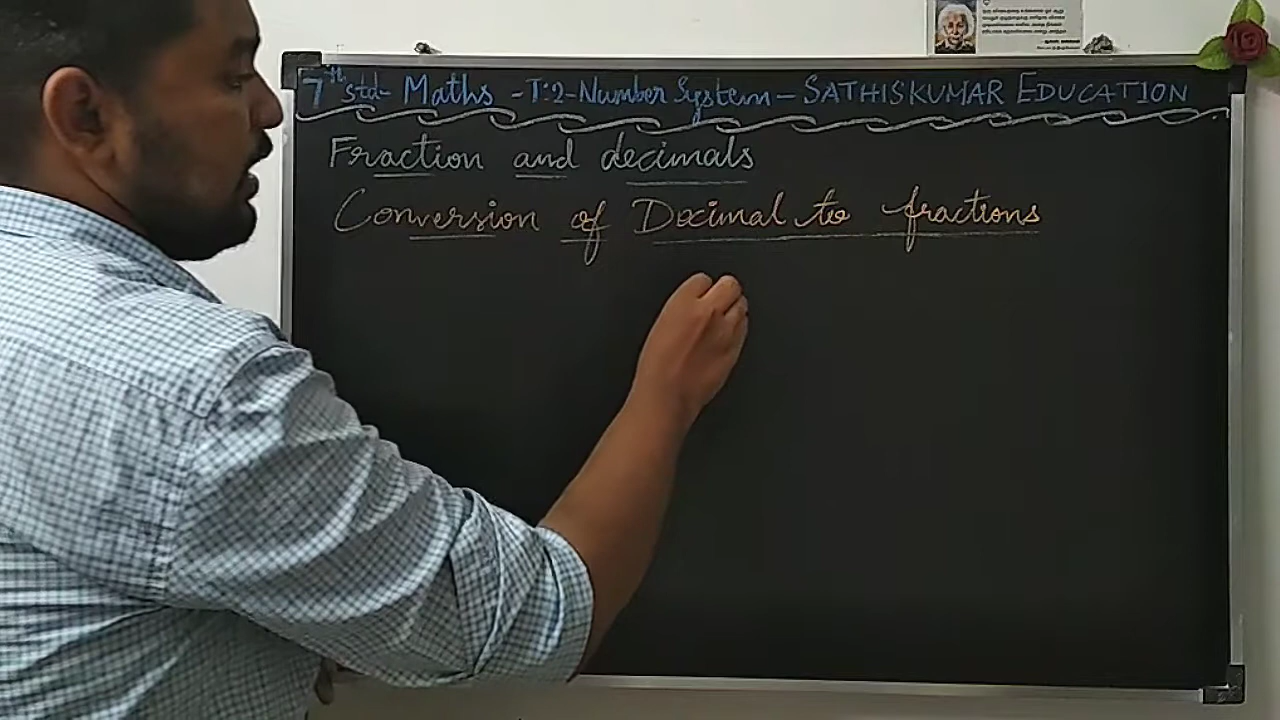 7th std- Maths - T:2 - Number System - SATHISKUMAR EDUCATION
Fraction and decimals
Conversion of Decimal to fractions